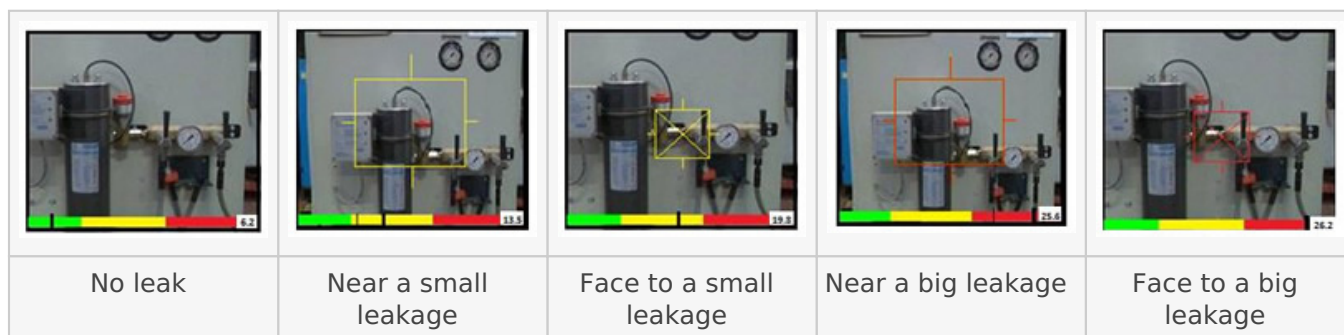 6.2
13.5
19.3
25.6
26.2
No leak
Near a small
leakage
Face to a small
leakage
Near a big leakage
Face to a big
leakage